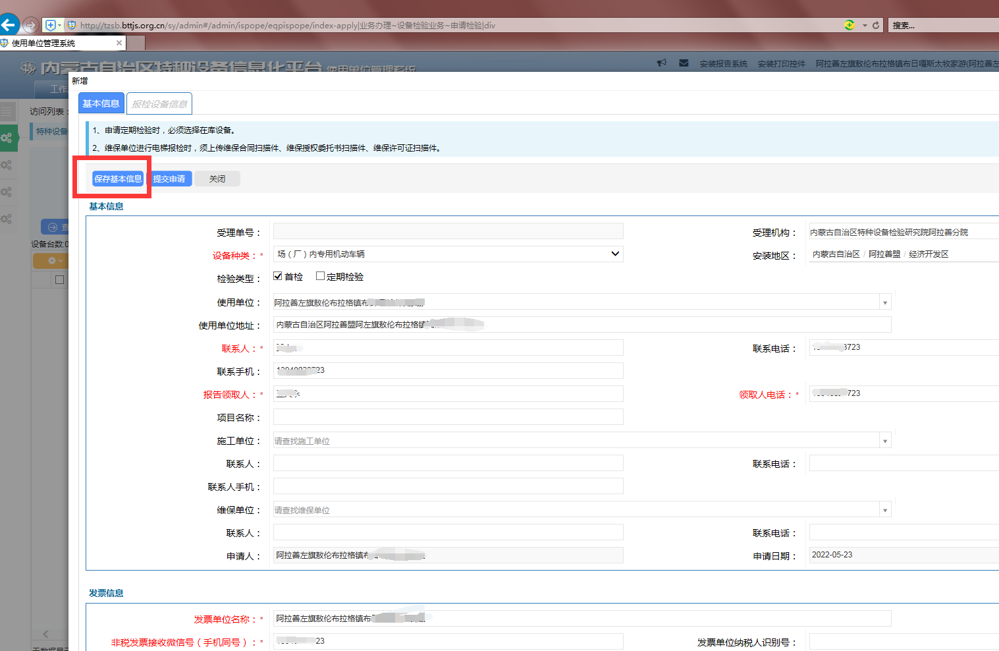 http://tzsb.bttjs.org.cn/sy/admin#/admin/ispope/eqpispope/index-apply|业务办理~设备检验业务~申请检验|div
搜索...
使用单位管理系统
内蒙古自治区特种设备信息化平台 使用单位管理系统
安装报告系统 安装打印控件 阿拉善左旗敖伦布拉格镇布日嘎斯太牧家游(阿拉善左
工作
新增
访问列表：
基本信息 报检设备信息
特种设备
1、申请定期检验时，必须选择在库设备。
2、维保单位进行电梯报检时，须上传维保合同扫描件、维保授权委托书扫描件、维保许可证扫描件。
保存基本信息 提交申请 关闭
基本信息
受理单号： 受理机构： 内蒙古自治区特种设备检验研究院阿拉善分院
设备台数:0
设备种类：* 场（厂）内专用机动车辆 安装地区： 内蒙古自治区 / 阿拉善盟 / 经济开发区
检验类型： 首检 定期检验
使用单位： 阿拉善左旗敖伦布拉格镇布
使用单位地址： 内蒙古自治区阿拉善盟阿左旗敖伦布拉格镇
联系人：* 联系电话： 3723
联系手机： 723
报告领取人：* 领取人电话：* 723
项目名称：
施工单位： 请查找施工单位
联系人： 联系电话：
联系人手机：
维保单位： 请查找维保单位
联系人： 联系电话：
申请人： 阿拉善左旗敖伦布拉格镇布 申请日期： 2022-05-23
发票信息
发票单位名称：* 阿拉善左旗敖伦布拉格镇布
非税发票接收微信号（手机同号）：* 23 发票单位纳税人识别号：